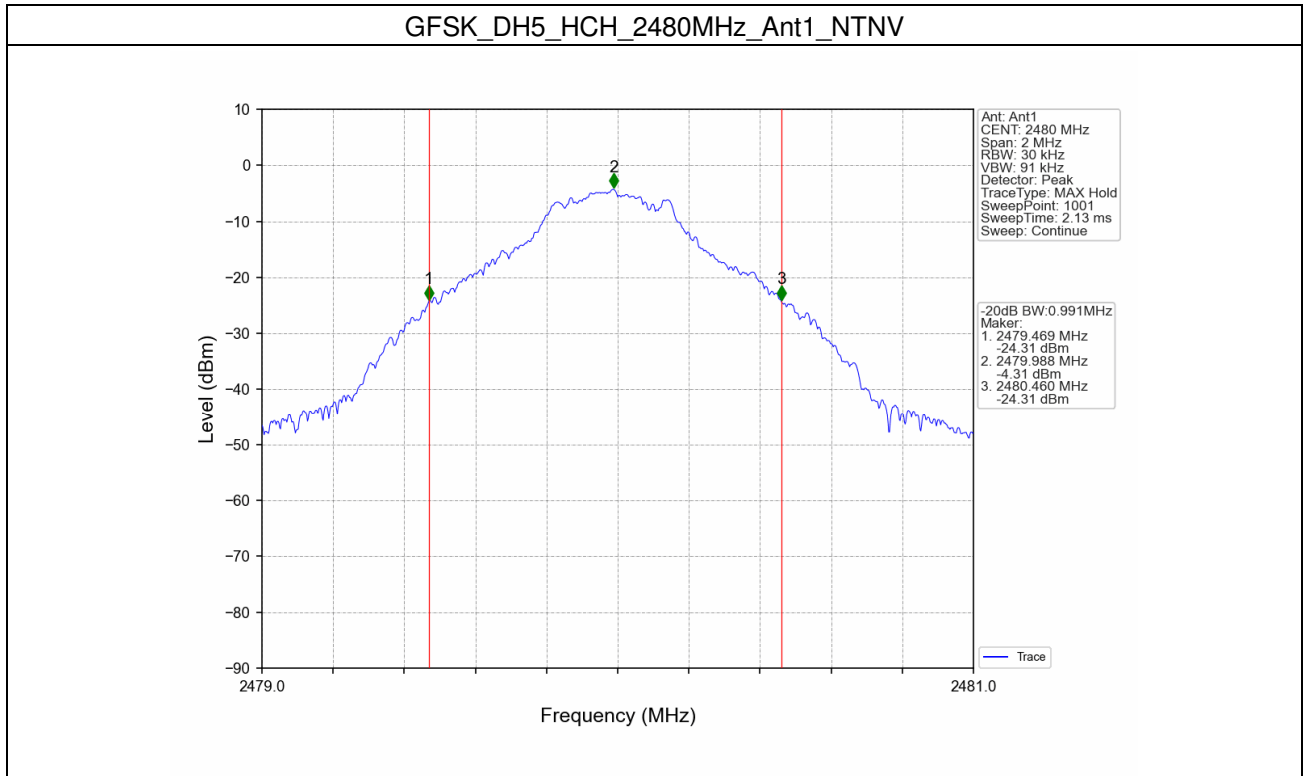 GFSK_DH5_HCH_2480MHz_Ant1_NTNV
10
0
−10
−20
−30
−40
−50
−60
−70
−80
−90
Level (dBm)
1
2
3
2479.0
2481.0
Frequency (MHz)
Ant: Ant1
CENT: 2480 MHz
Span: 2 MHz
RBW: 30 kHz
VBW: 91 kHz
Detector: Peak
TraceType: MAX Hold
SweepPoint: 1001
SweepTime: 2.13 ms
Sweep: Continue
-20dB BW:0.991MHz
Maker:
1. 2479.469 MHz
-24.31 dBm
2. 2479.988 MHz
-4.31 dBm
3. 2480.460 MHz
-24.31 dBm
Trace